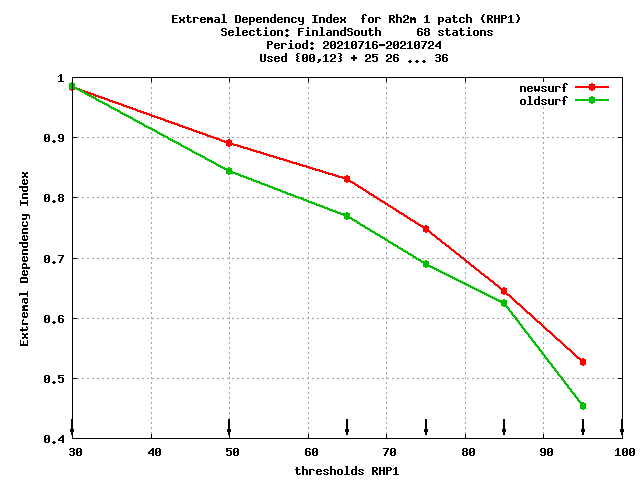 Extremal Dependency Index  for Rh2m 1 patch (RHP1)
Selection: FinlandSouth     68 stations
Period: 20210716-20210724
Used {00,12} + 25 26 ... 36
newsurf
oldsurf
Extremal Dependency Index
1
0.9
0.8
0.7
0.6
0.5
0.4
30 40 50 60 70 80 90 100
thresholds RHP1